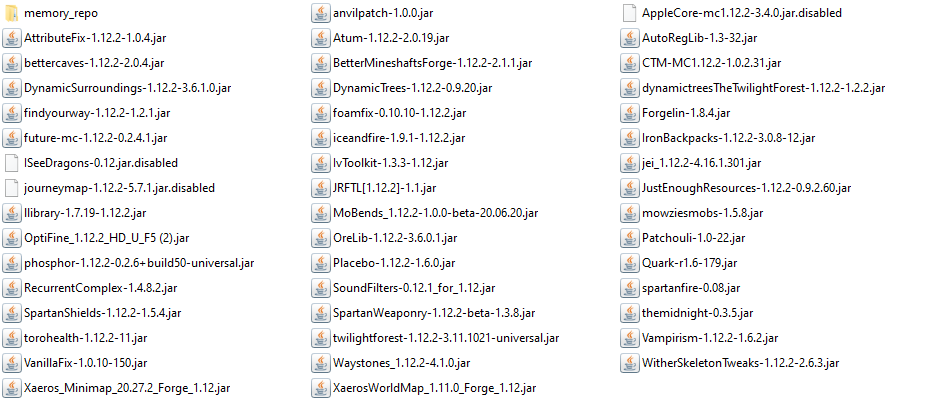 memory_repo
anvilpatch-1.0.0.jar
AppleCore-mc1.12.2-3.4.0.jar.disabled
AttributeFix-1.12.2-1.0.4.jar
Atum-1.12.2-2.0.19.jar
AutoRegLib-1.3-32.jar
bettercaves-1.12.2-2.0.4.jar
BetterMineshaftsForge-1.12.2-2.1.1.jar
CTM-MC1.12.2-1.0.2.31.jar
DynamicSurroundings-1.12.2-3.6.1.0.jar
DynamicTrees-1.12.2-0.9.20.jar
dynamictreesTheTwilightForest-1.12.2-1.2.2.jar
findyourway-1.12.2-1.2.1.jar
foamfix-0.10.10-1.12.2.jar
Forgelin-1.8.4.jar
future-mc-1.12.2-0.2.4.1.jar
iceandfire-1.9.1-1.12.2.jar
IronBackpacks-1.12.2-3.0.8-12.jar
ISeeDragons-0.12.jar.disabled
IvToolkit-1.3.3-1.12.jar
jei_1.12.2-4.16.1.301.jar
journeymap-1.12.2-5.7.1.jar.disabled
JRFTL[1.12.2]-1.1.jar
JustEnoughResources-1.12.2-0.9.2.60.jar
llibrary-1.7.19-1.12.2.jar
MoBends_1.12.2-1.0.0-beta-20.06.20.jar
mowziesmobs-1.5.8.jar
OptiFine_1.12.2_HD_U_F5 (2).jar
OreLib-1.12.2-3.6.0.1.jar
Patchouli-1.0-22.jar
phosphor-1.12.2-0.2.6+build50-universal.jar
Placebo-1.12.2-1.6.0.jar
Quark-r1.6-179.jar
RecurrentComplex-1.4.8.2.jar
SoundFilters-0.12.1_for_1.12.jar
spartanfire-0.08.jar
SpartanShields-1.12.2-1.5.4.jar
SpartanWeaponry-1.12.2-beta-1.3.8.jar
themidnight-0.3.5.jar
torohealth-1.12.2-11.jar
twilightforest-1.12.2-3.11.1021-universal.jar
Vampirism-1.12.2-1.6.2.jar
VanillaFix-1.0.10-150.jar
Waystones_1.12.2-4.1.0.jar
WitherSkeletonTweaks-1.12.2-2.6.3.jar
Xaeros_Minimap_20.27.2_Forge_1.12.jar
XaerosWorldMap_1.11.0_Forge_1.12.jar